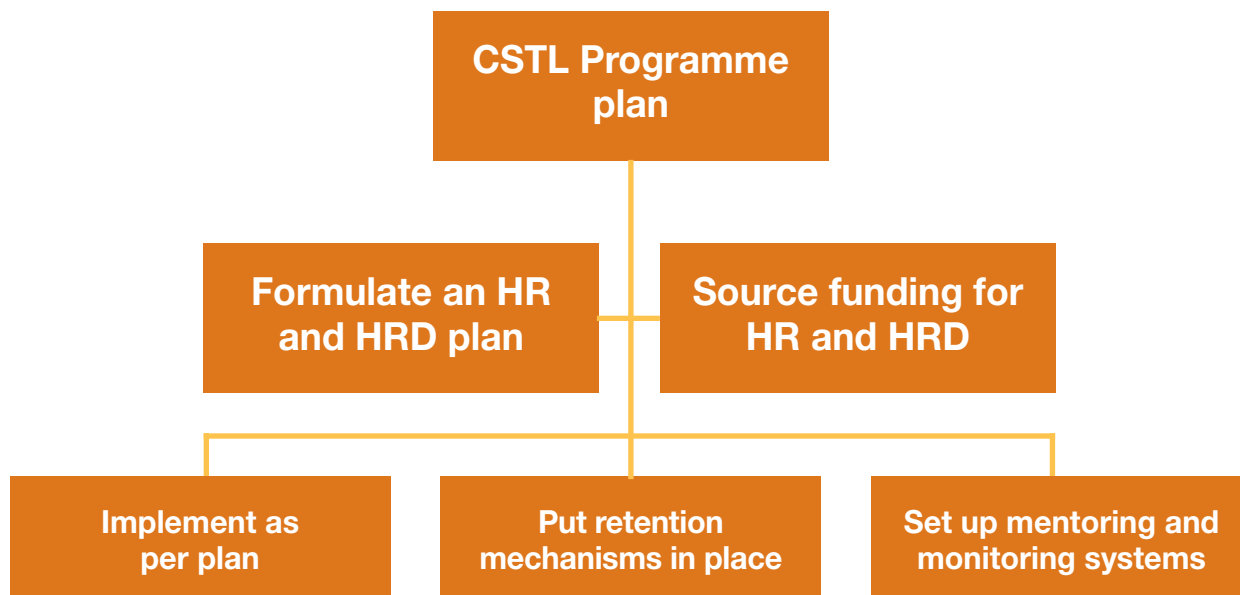 CSTL Programme
plan
Formulate an HR
and HRD plan
Source funding for
HR and HRD
Implement as
per plan
Put retention
mechanisms in place
Set up mentoring and
monitoring systems